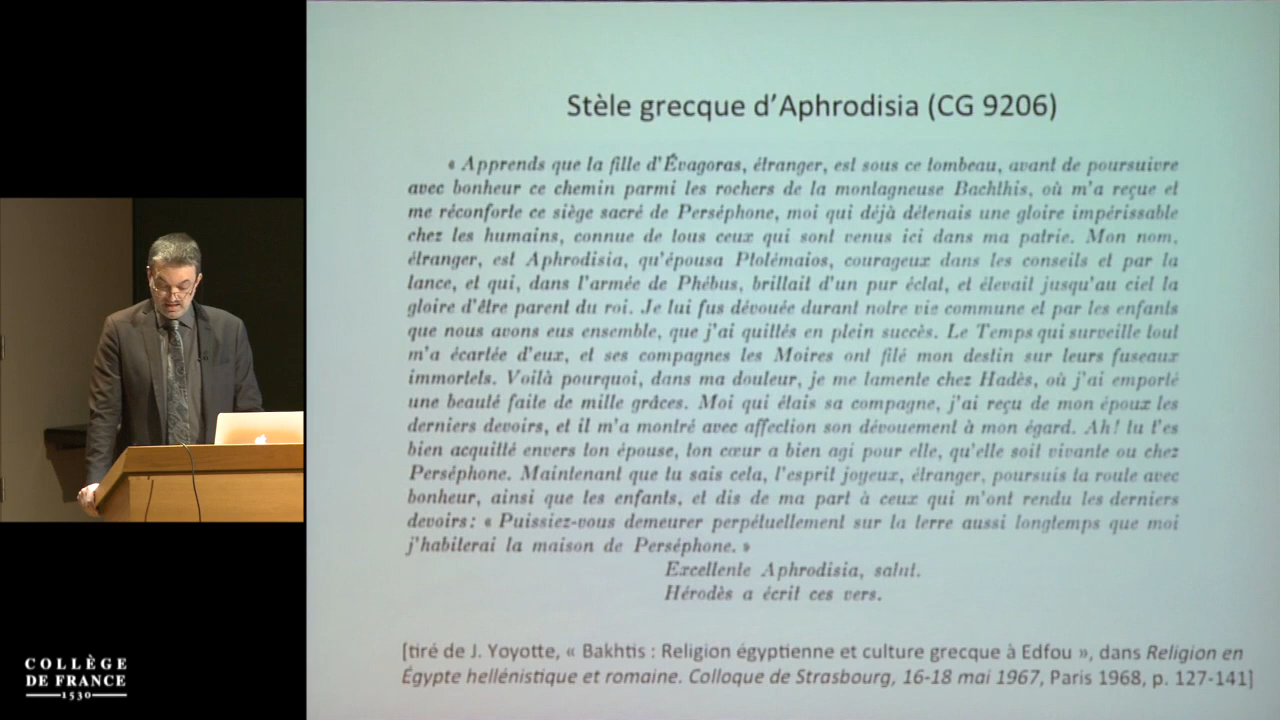 Stèle grecque d’Aphrodisia (CG 9206)
« Apprends que la fille d'Évagoras, étranger, est sous ce tombeau, avant de poursuivre
avec bonheur ce chemin parmi les rochers de la montagneuse Bachthis, où m'a reçue et
me réconforte ce siège sacré de Perséphone, moi qui déjà détenais une gloire impérissable
chez les humains, connue de tous ceux qui sont venus ici dans ma patrie. Mon nom,
étranger, est Aphrodisia, qu'épousa Ptolémaios, courageux dans les conseils et par la
lance, et qui, dans l'armée de Phébus, brillait d'un pur éclat, et élevait jusqu'au ciel la
gloire d'être parent du roi. Je lui fus dévouée durant notre vie commune et par les enfants
que nous avons eus ensemble, que j'ai quittés en plein succès. Le Temps qui surveille tout
m'a écartée d'eux, et ses compagnes les Moires ont filé mon destin sur leurs fuseaux
immortels. Voilà pourquoi, dans ma douleur, je me lamente chez Hadès, où j'ai emporté
une beauté faite de mille grâces. Moi qui étais sa compagne, j'ai reçu de mon époux les
derniers devoirs, et il m'a montré avec affection son dévouement à mon égard. Ah! tu t'es
bien acquitté envers ton épouse, ton cœur a bien agi pour elle, qu'elle soit vivante ou chez
Perséphone. Maintenant que tu sais cela, l'esprit joyeux, étranger, poursuis ta route avec
bonheur, ainsi que tes enfants, et dis de ma part à ceux qui m'ont rendu les derniers
devoirs : « Puissiez-vous demeurer perpétuellement sur la terre aussi longtemps que moi
j'habiterai la maison de Perséphone. »
Excellente Aphrodisia, salut.
Hérodès a écrit ces vers.
[tiré de J. Yoyotte, « Bakhtis : Religion égyptienne et culture grecque à Edfou », dans Religion en
Égypte hellénistique et romaine. Colloque de Strasbourg, 16-18 mai 1967, Paris 1968, p. 127-141]
COLLÈGE
DE FRANCE
1530